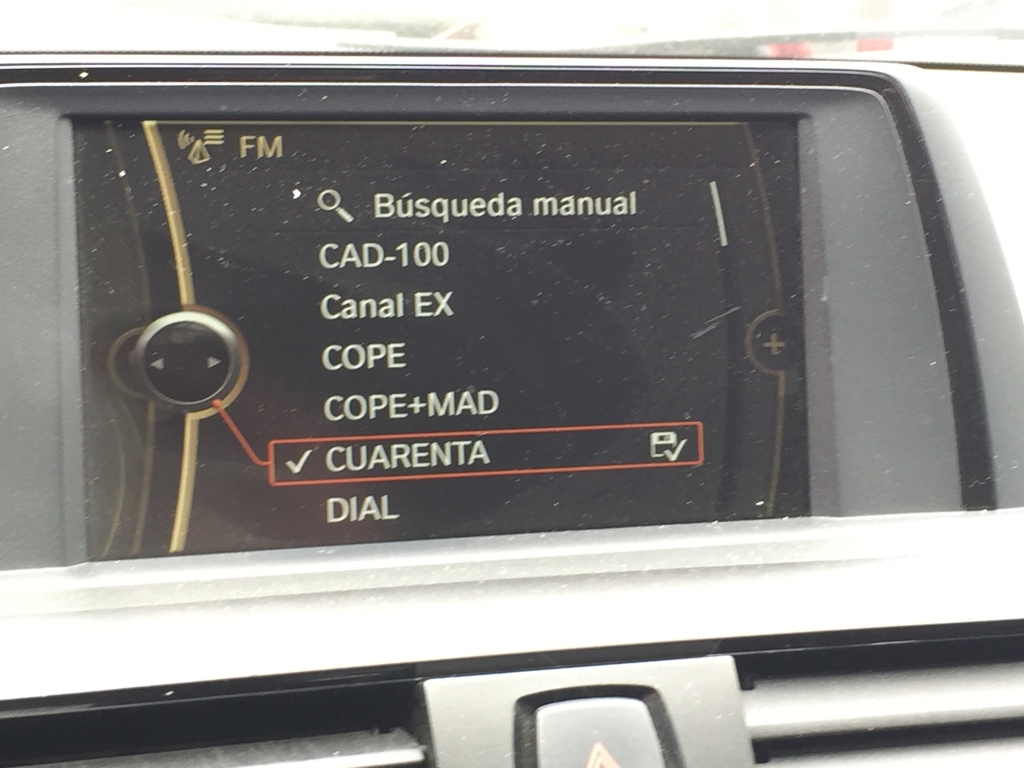 FM
Búsqueda manual
CAD-100
Canal EX
COPE
COPE+MAD
CUARENTA
DIAL